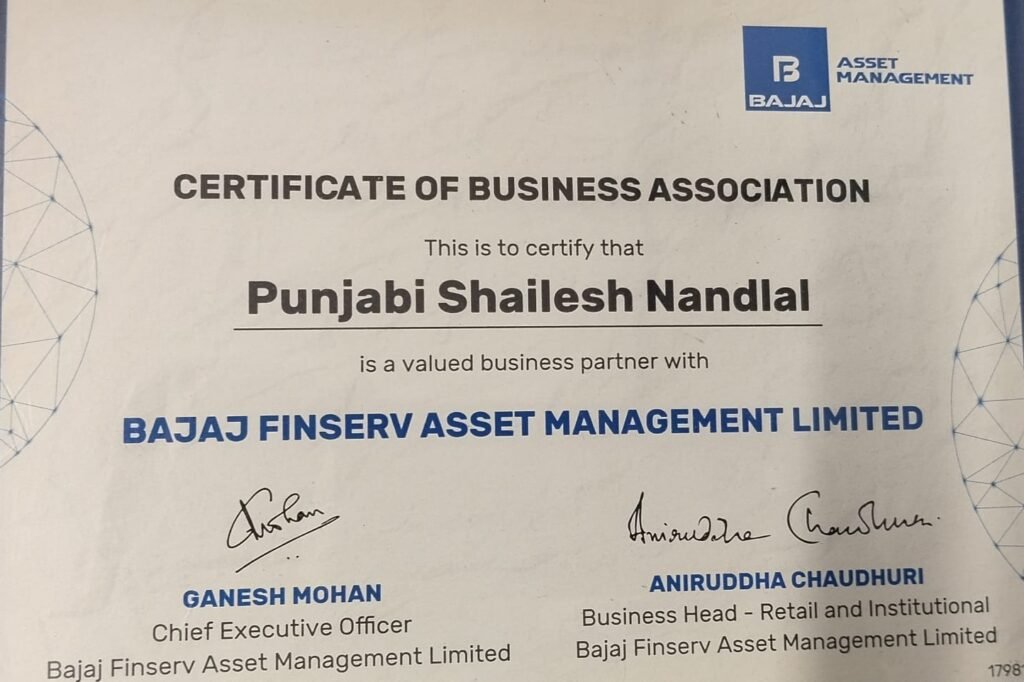 BAJAJ
ASSET
MANAGEMENT
CERTIFICATE OF BUSINESS ASSOCIATION
This is to certify that
Punjabi Shailesh Nandlal
is a valued business partner with
BAJAJ FINSERV ASSET MANAGEMENT LIMITED
Aniruddha Chaudhuri
GANESH MOHAN
Chief Executive Officer
Bajaj Finserv Asset Management Limited
ANIRUDDHA CHAUDHURI
Business Head - Retail and Institutional
Bajaj Finserv Asset Management Limited